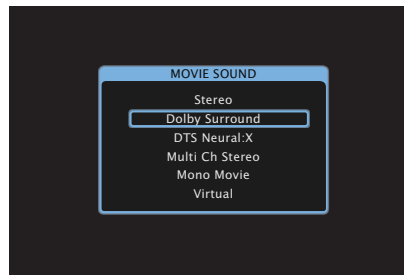 MOVIE SOUND
Stereo
Dolby Surround
DTS Neural:X
Multi Ch Stereo
Mono Movie
Virtual